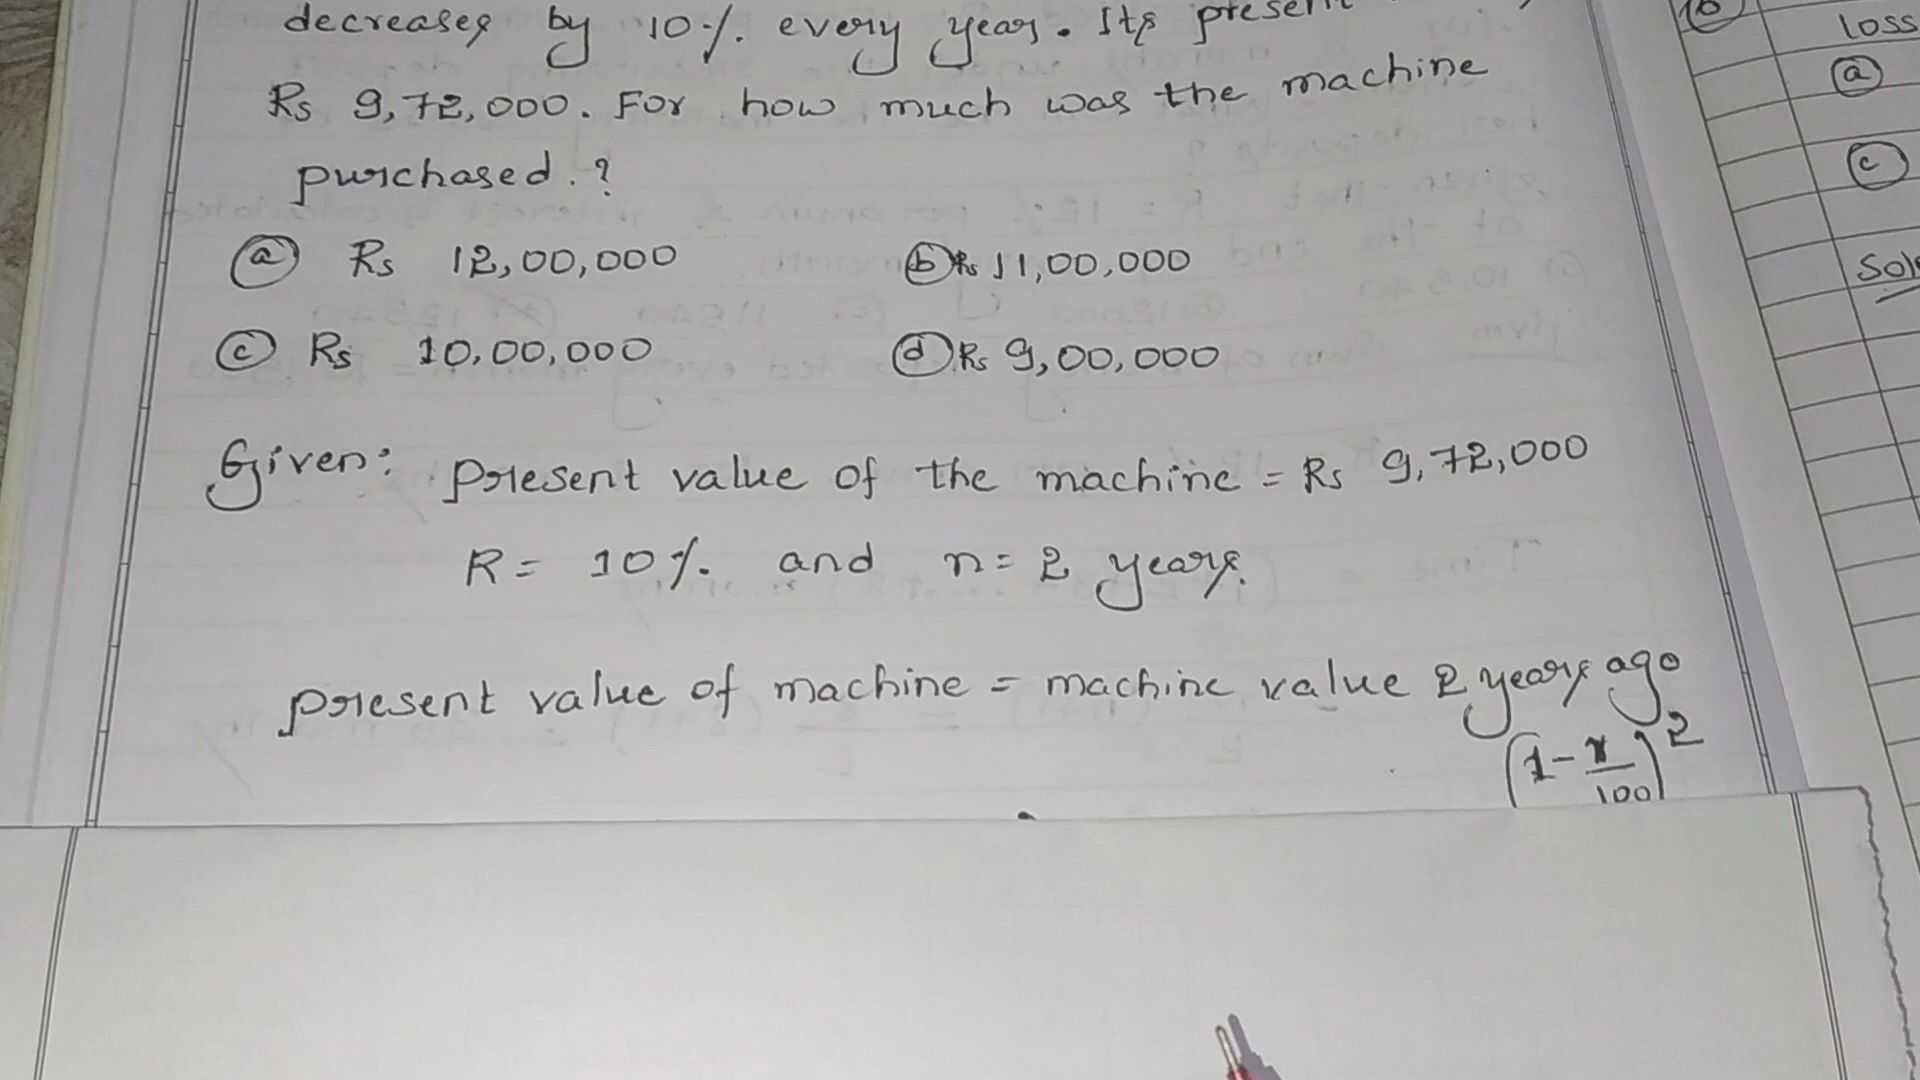 decreases by 10%. every year. Its present
Rs 9,72,000. For how much was the machine
purchased.?
(a) Rs 12,00,000
(b) Rs 11,00,000
(c) Rs 10,00,000
(d) Rs 9,00,000
Given: present value of the machine = Rs 9,72,000
R = 10%. and n = 2 years.
present value of machine = machine value 2 years ago
(1 - r/100)^2
loss
(a)
(c)
Sol